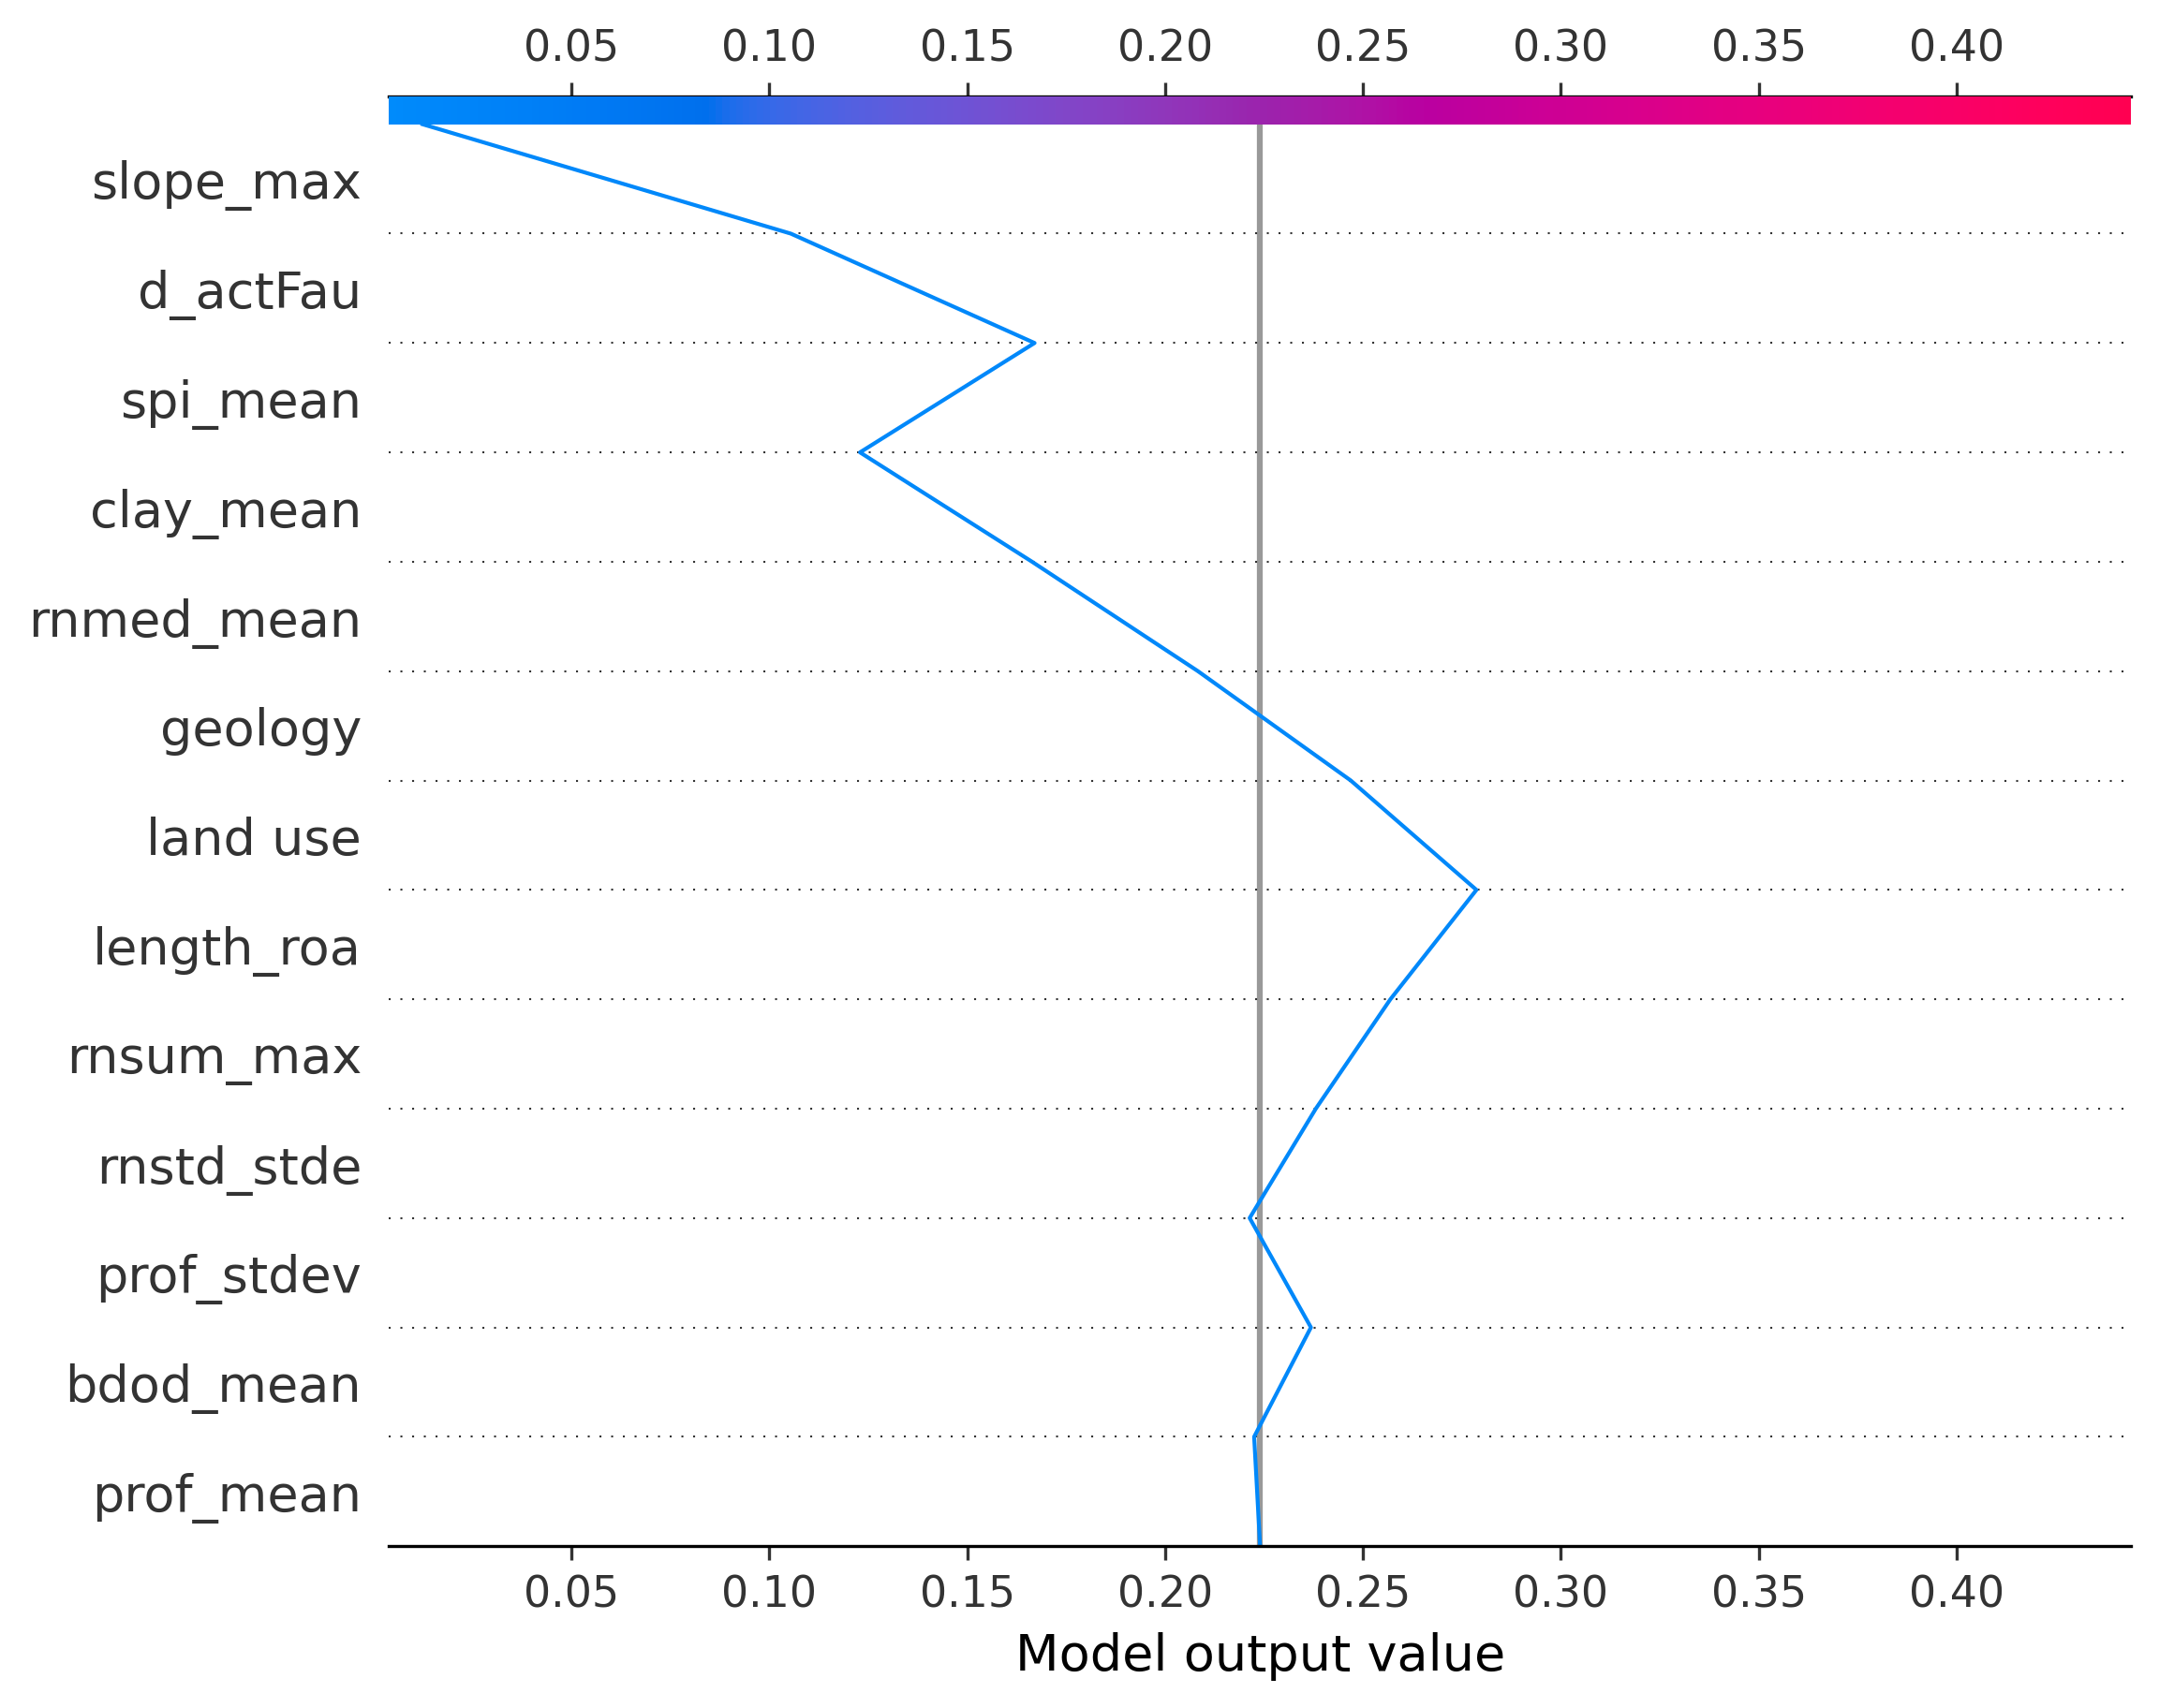 0.05 0.10 0.15 0.20 0.25 0.30 0.35 0.40
slope_max
d_actFau
spi_mean
clay_mean
rnmed_mean
geology
land use
length_roa
rnsum_max
rnstd_stde
prof_stdev
bdod_mean
prof_mean
0.05 0.10 0.15 0.20 0.25 0.30 0.35 0.40
Model output value